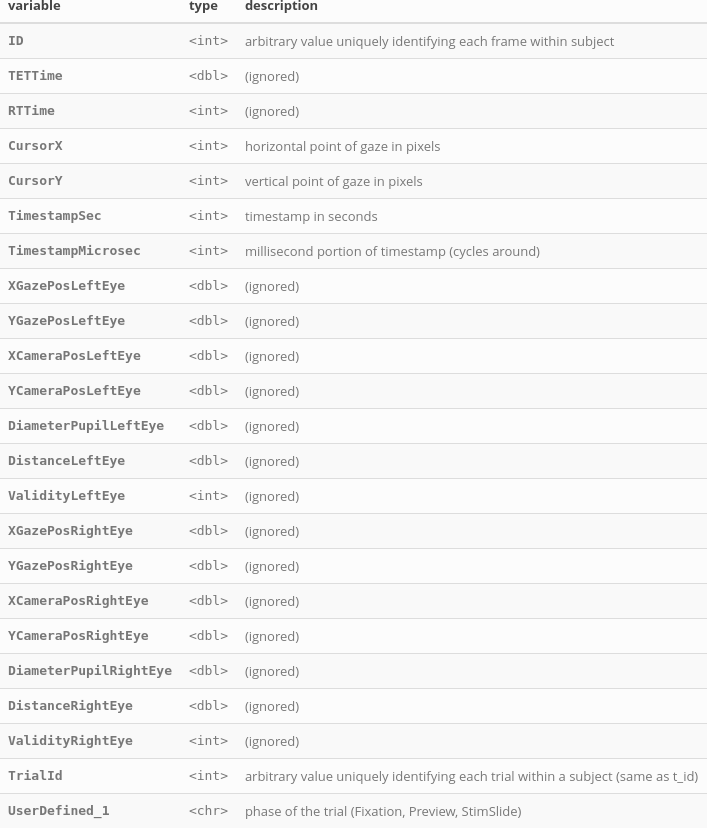 variable type description
ID <int> arbitrary value uniquely identifying each frame within subject
TETTime <dbl> (ignored)
RTTime <int> (ignored)
CursorX <int> horizontal point of gaze in pixels
CursorY <int> vertical point of gaze in pixels
TimestampSec <int> timestamp in seconds
TimestampMicrosec <int> millisecond portion of timestamp (cycles around)
XGazePosLeftEye <dbl> (ignored)
YGazePosLeftEye <dbl> (ignored)
XCameraPosLeftEye <dbl> (ignored)
YCameraPosLeftEye <dbl> (ignored)
DiameterPupilLeftEye <dbl> (ignored)
DistanceLeftEye <dbl> (ignored)
ValidityLeftEye <int> (ignored)
XGazePosRightEye <dbl> (ignored)
YGazePosRightEye <dbl> (ignored)
XCameraPosRightEye <dbl> (ignored)
YCameraPosRightEye <dbl> (ignored)
DiameterPupilRightEye <dbl> (ignored)
DistanceRightEye <dbl> (ignored)
ValidityRightEye <int> (ignored)
TrialId <int> arbitrary value uniquely identifying each trial within a subject (same as t_id)
UserDefined_1 <chr> phase of the trial (Fixation, Preview, StimSlide)